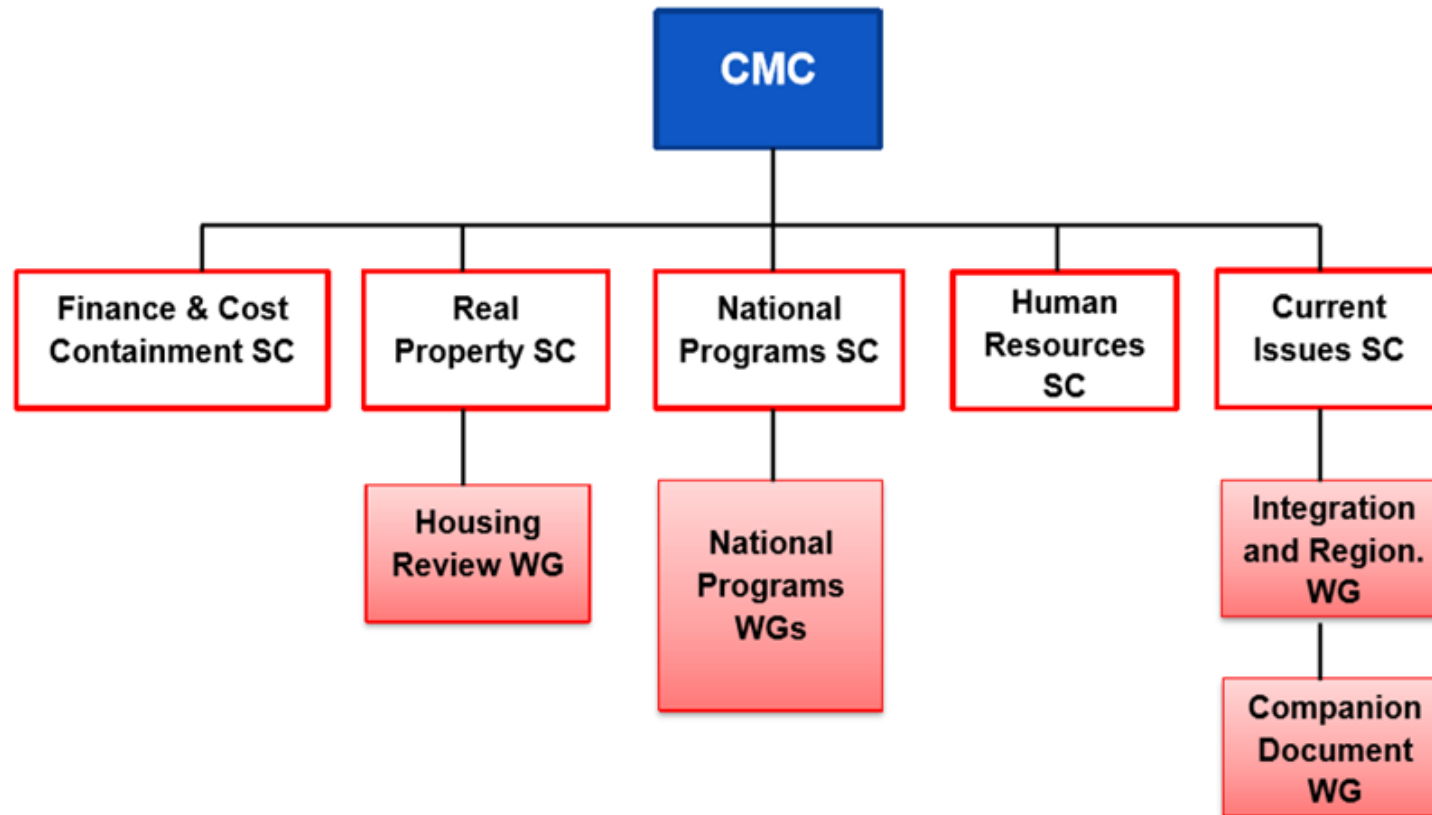 CMC
Finance & Cost
Containment SC
Real
Property SC
National
Programs SC
Human
Resources
SC
Current
Issues SC
Housing
Review WG
National
Programs
WGs
Integration
and Region.
WG
Companion
Document
WG